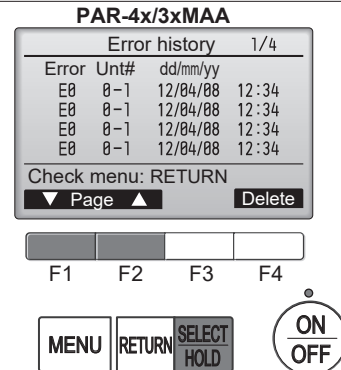 PAR-4x/3xMAA
Error history 1/4
Error Unt# dd/mm/yy
E0 0-1 12/04/08 12:34
E0 0-1 12/04/08 12:34
E0 0-1 12/04/08 12:34
E0 0-1 12/04/08 12:34
Check menu: RETURN
▼ Page ▲ Delete
F1 F2 F3 F4
MENU RETURN SELECT
HOLD
ON
OFF